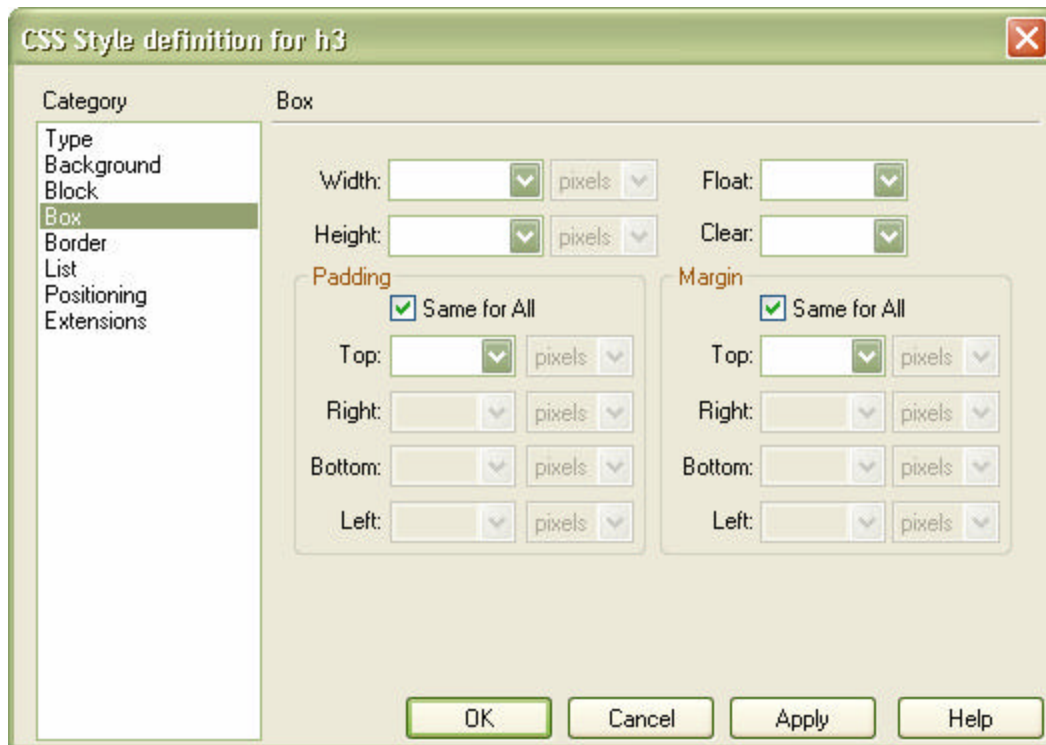 CSS Style definition for h3
Category
Box
Type
Background
Block
Box
Border
List
Positioning
Extensions
Width: pixels Float:
Height: pixels Clear:
Padding Margin
Same for All Same for All
Top: pixels Top: pixels
Right: pixels Right: pixels
Bottom: pixels Bottom: pixels
Left: pixels Left: pixels
OK Cancel Apply Help